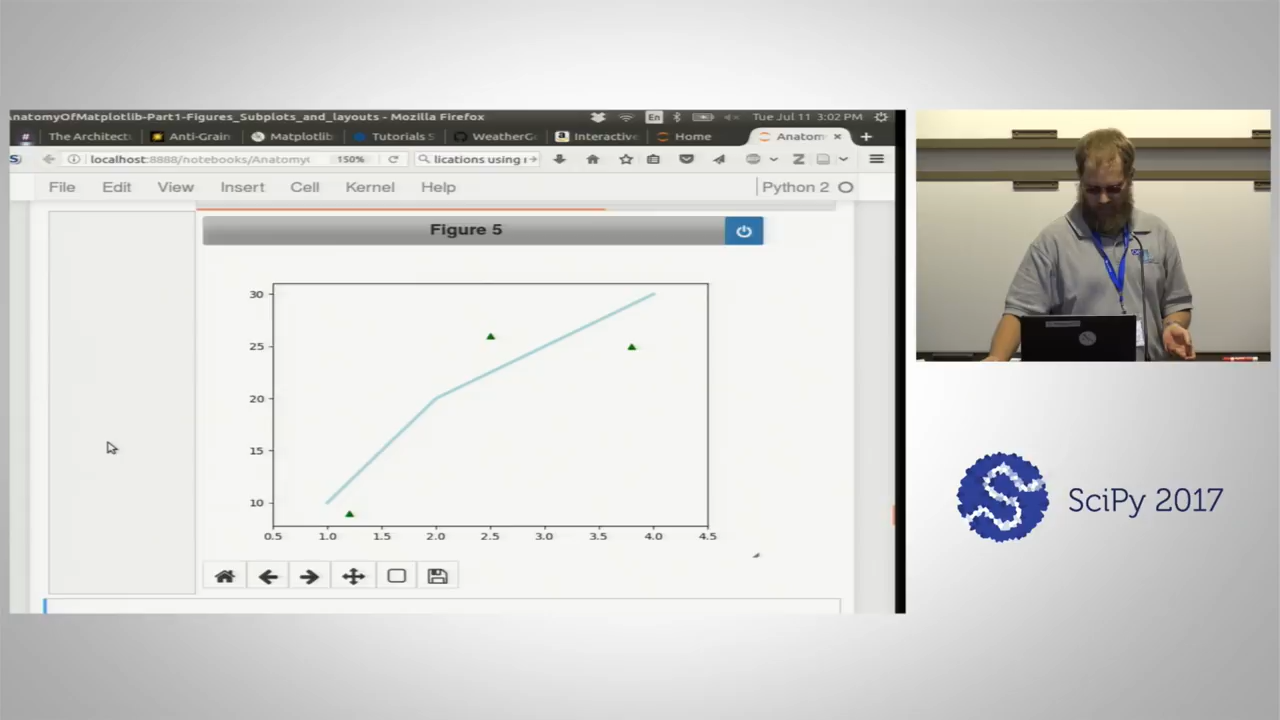 AnatomyOfMatplotlib-Part1-Figures_Subplots_and_layouts - Mozilla Firefox
En
Tue Jul 11 3:02 PM
# The Architect
Anti-Grain
Matplotlib
Tutorials S
WeatherG
Interactive
Home
Anatom
localhost:8888/notebooks/Anatomy
150%
lications using
File Edit View Insert Cell Kernel Help
Python 2
Figure 5
30
25
20
15
10
0.5 1.0 1.5 2.0 2.5 3.0 3.5 4.0 4.5
SciPy 2017